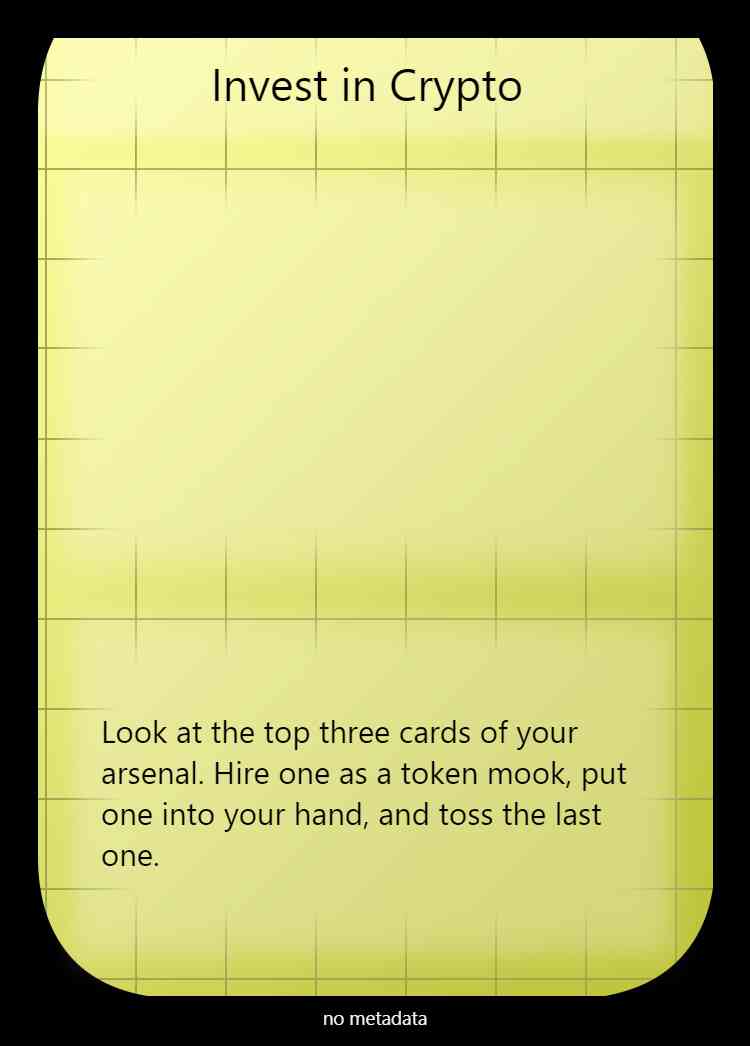 Invest in Crypto
Look at the top three cards of your
arsenal. Hire one as a token mook, put
one into your hand, and toss the last
one.
no metadata